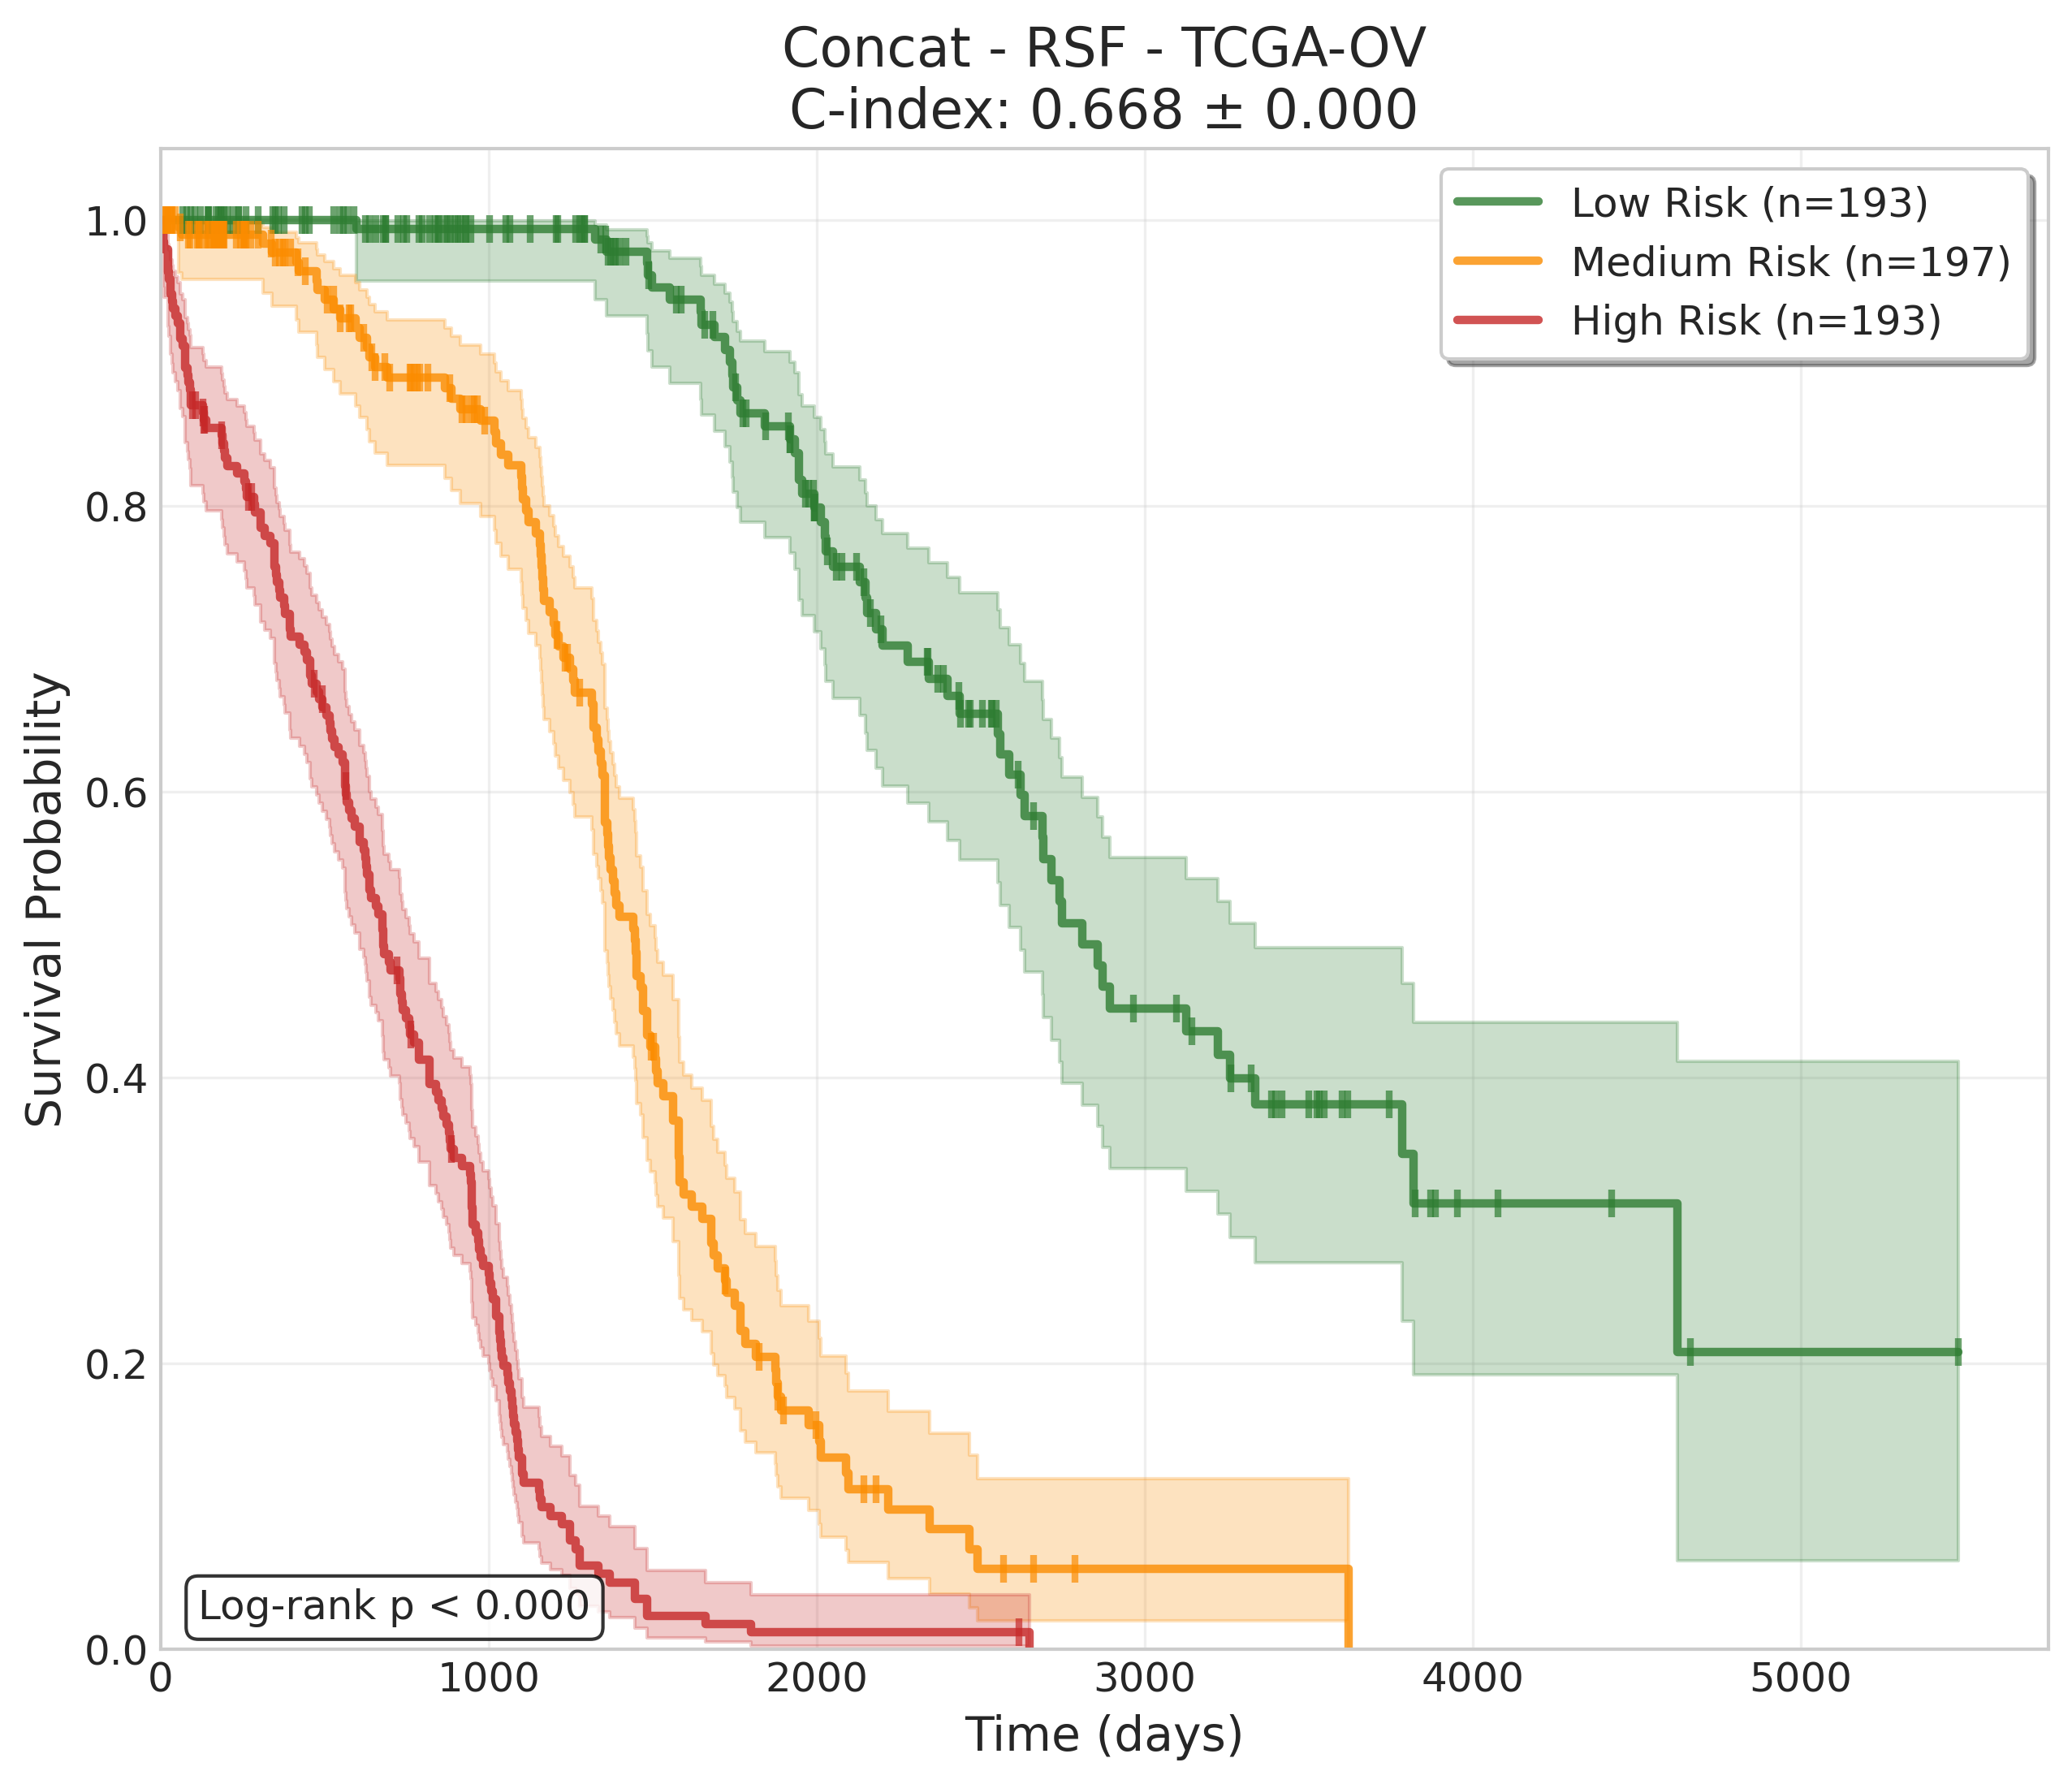 Concat - RSF - TCGA-OV
C-index: 0.668 ± 0.000
Low Risk (n=193)
Medium Risk (n=197)
High Risk (n=193)
Survival Probability
1.0
0.8
0.6
0.4
0.2
0.0
Log-rank p < 0.000
0 1000 2000 3000 4000 5000
Time (days)